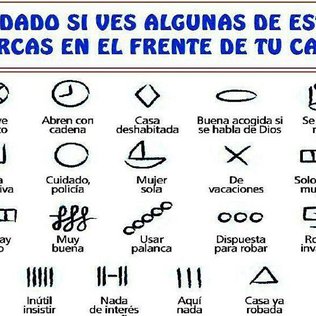 DADO SI VES ALGUNAS DE ES
RCAS EN EL FRENTE DE TU CA
Abren con
cadena
Casa
deshabitada
Buena acogida si
se habla de Dios
Se
Cuidado,
policía
Mujer
sola
De
vacaciones
Solo
Muy
buena
Usar
palanca
Dispuesta
para robar
Inútil
insistir
Nada
de interés
Aquí
nada
Casa ya
robada